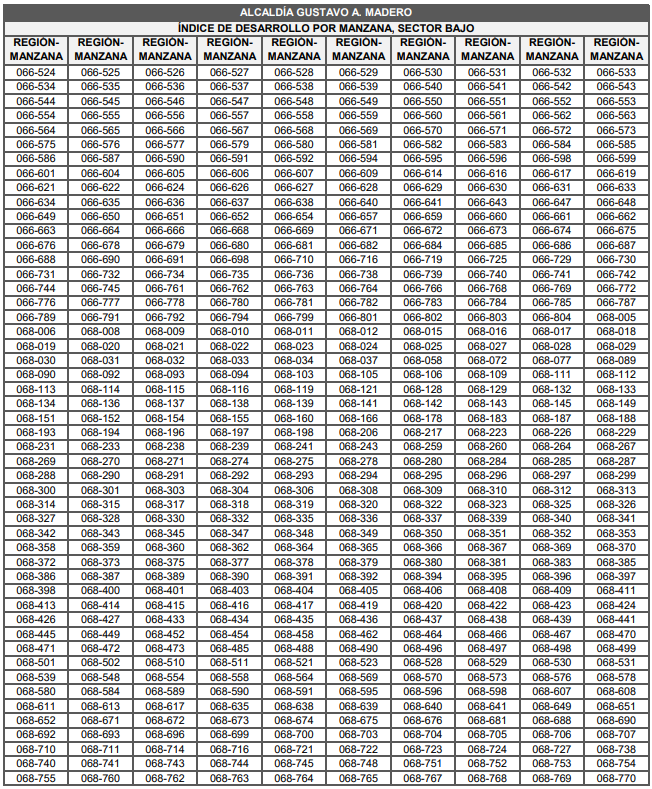 ALCALDÍA GUSTAVO A. MADERO
ÍNDICE DE DESARROLLO POR MANZANA, SECTOR BAJO
REGIÓN- REGIÓN- REGIÓN- REGIÓN- REGIÓN- REGIÓN- REGIÓN- REGIÓN- REGIÓN- REGIÓN-
MANZANA MANZANA MANZANA MANZANA MANZANA MANZANA MANZANA MANZANA MANZANA MANZANA
066-524 066-525 066-526 066-527 066-528 066-529 066-530 066-531 066-532 066-533
066-534 066-535 066-536 066-537 066-538 066-539 066-540 066-541 066-542 066-543
066-544 066-545 066-546 066-547 066-548 066-549 066-550 066-551 066-552 066-553
066-554 066-555 066-556 066-557 066-558 066-559 066-560 066-561 066-562 066-563
066-564 066-565 066-566 066-567 066-568 066-569 066-570 066-571 066-572 066-573
066-575 066-576 066-577 066-579 066-580 066-581 066-582 066-583 066-584 066-585
066-586 066-587 066-590 066-591 066-592 066-594 066-595 066-596 066-598 066-599
066-601 066-604 066-605 066-606 066-607 066-609 066-614 066-616 066-617 066-619
066-621 066-622 066-624 066-626 066-627 066-628 066-629 066-630 066-631 066-633
066-634 066-635 066-636 066-637 066-638 066-640 066-641 066-643 066-647 066-648
066-649 066-650 066-651 066-652 066-654 066-657 066-659 066-660 066-661 066-662
066-663 066-664 066-666 066-668 066-669 066-671 066-672 066-673 066-674 066-675
066-676 066-678 066-679 066-680 066-681 066-682 066-684 066-685 066-686 066-687
066-688 066-690 066-691 066-698 066-710 066-716 066-719 066-725 066-729 066-730
066-731 066-732 066-734 066-735 066-736 066-738 066-739 066-740 066-741 066-742
066-744 066-745 066-761 066-762 066-763 066-764 066-766 066-768 066-769 066-772
066-776 066-777 066-778 066-780 066-781 066-782 066-783 066-784 066-785 066-787
066-789 066-791 066-792 066-794 066-799 066-801 066-802 066-803 066-804 068-005
068-006 068-008 068-009 068-010 068-011 068-012 068-015 068-016 068-017 068-018
068-019 068-020 068-021 068-022 068-023 068-024 068-025 068-027 068-028 068-029
068-030 068-031 068-032 068-033 068-034 068-037 068-058 068-072 068-077 068-089
068-090 068-092 068-093 068-094 068-103 068-105 068-106 068-109 068-111 068-112
068-113 068-114 068-115 068-116 068-119 068-121 068-128 068-129 068-132 068-133
068-134 068-136 068-137 068-138 068-139 068-141 068-142 068-143 068-145 068-149
068-151 068-152 068-154 068-155 068-160 068-166 068-178 068-183 068-187 068-188
068-193 068-194 068-196 068-197 068-198 068-206 068-217 068-223 068-226 068-229
068-231 068-233 068-238 068-239 068-241 068-243 068-259 068-260 068-264 068-267
068-269 068-270 068-271 068-274 068-275 068-278 068-280 068-284 068-285 068-287
068-288 068-290 068-291 068-292 068-293 068-294 068-295 068-296 068-297 068-299
068-300 068-301 068-303 068-304 068-306 068-308 068-309 068-310 068-312 068-313
068-314 068-315 068-317 068-318 068-319 068-320 068-322 068-323 068-325 068-326
068-327 068-328 068-330 068-332 068-335 068-336 068-337 068-339 068-340 068-341
068-342 068-343 068-345 068-347 068-348 068-349 068-350 068-351 068-352 068-353
068-358 068-359 068-360 068-362 068-364 068-365 068-366 068-367 068-369 068-370
068-372 068-373 068-375 068-377 068-378 068-379 068-380 068-381 068-383 068-385
068-386 068-387 068-389 068-390 068-391 068-392 068-394 068-395 068-396 068-397
068-398 068-400 068-401 068-403 068-404 068-405 068-406 068-408 068-409 068-411
068-413 068-414 068-415 068-416 068-417 068-419 068-420 068-422 068-423 068-424
068-426 068-427 068-433 068-434 068-435 068-436 068-437 068-438 068-439 068-441
068-445 068-449 068-452 068-454 068-458 068-462 068-464 068-466 068-467 068-470
068-471 068-472 068-473 068-485 068-488 068-490 068-496 068-497 068-498 068-499
068-501 068-502 068-510 068-511 068-521 068-523 068-528 068-529 068-530 068-531
068-539 068-548 068-554 068-558 068-564 068-569 068-570 068-573 068-576 068-578
068-580 068-584 068-589 068-590 068-591 068-595 068-596 068-598 068-607 068-608
068-611 068-613 068-617 068-635 068-638 068-639 068-640 068-641 068-649 068-651
068-652 068-671 068-672 068-673 068-674 068-675 068-676 068-681 068-688 068-690
068-692 068-693 068-696 068-699 068-700 068-703 068-704 068-705 068-706 068-707
068-710 068-711 068-714 068-716 068-721 068-722 068-723 068-724 068-727 068-738
068-740 068-741 068-743 068-744 068-745 068-748 068-751 068-752 068-753 068-754
068-755 068-760 068-762 068-763 068-764 068-765 068-767 068-768 068-769 068-770